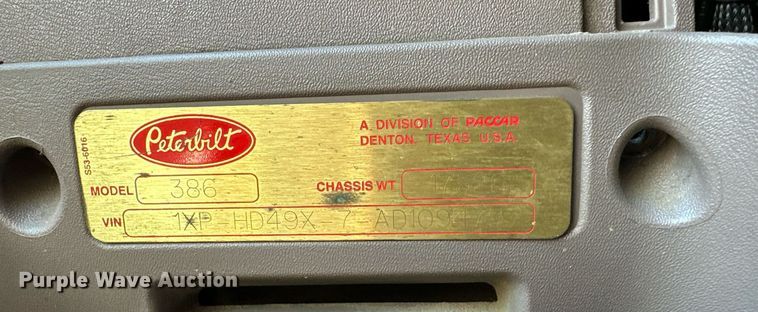 Peterbilt
A DIVISION OF PACCAR
DENTON, TEXAS U.S.A.
S53-6016
MODEL 386
CHASSIS WT
VIN 1XP HD49X 7
Purple Wave Auction